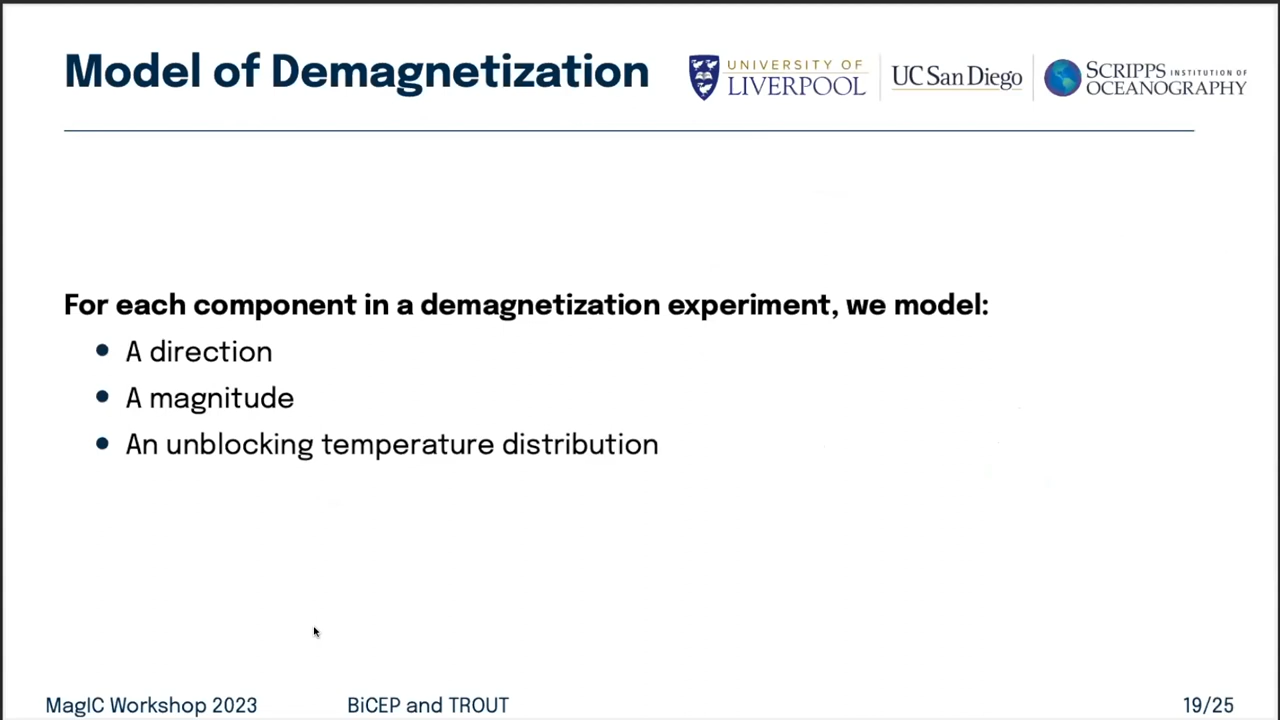 Model of Demagnetization
UNIVERSITY OF
LIVERPOOL
UC San Diego
SCRIPPS INSTITUTION OF
OCEANOGRAPHY
For each component in a demagnetization experiment, we model:
A direction
A magnitude
An unblocking temperature distribution
MagIC Workshop 2023 BiCEP and TROUT 19/25